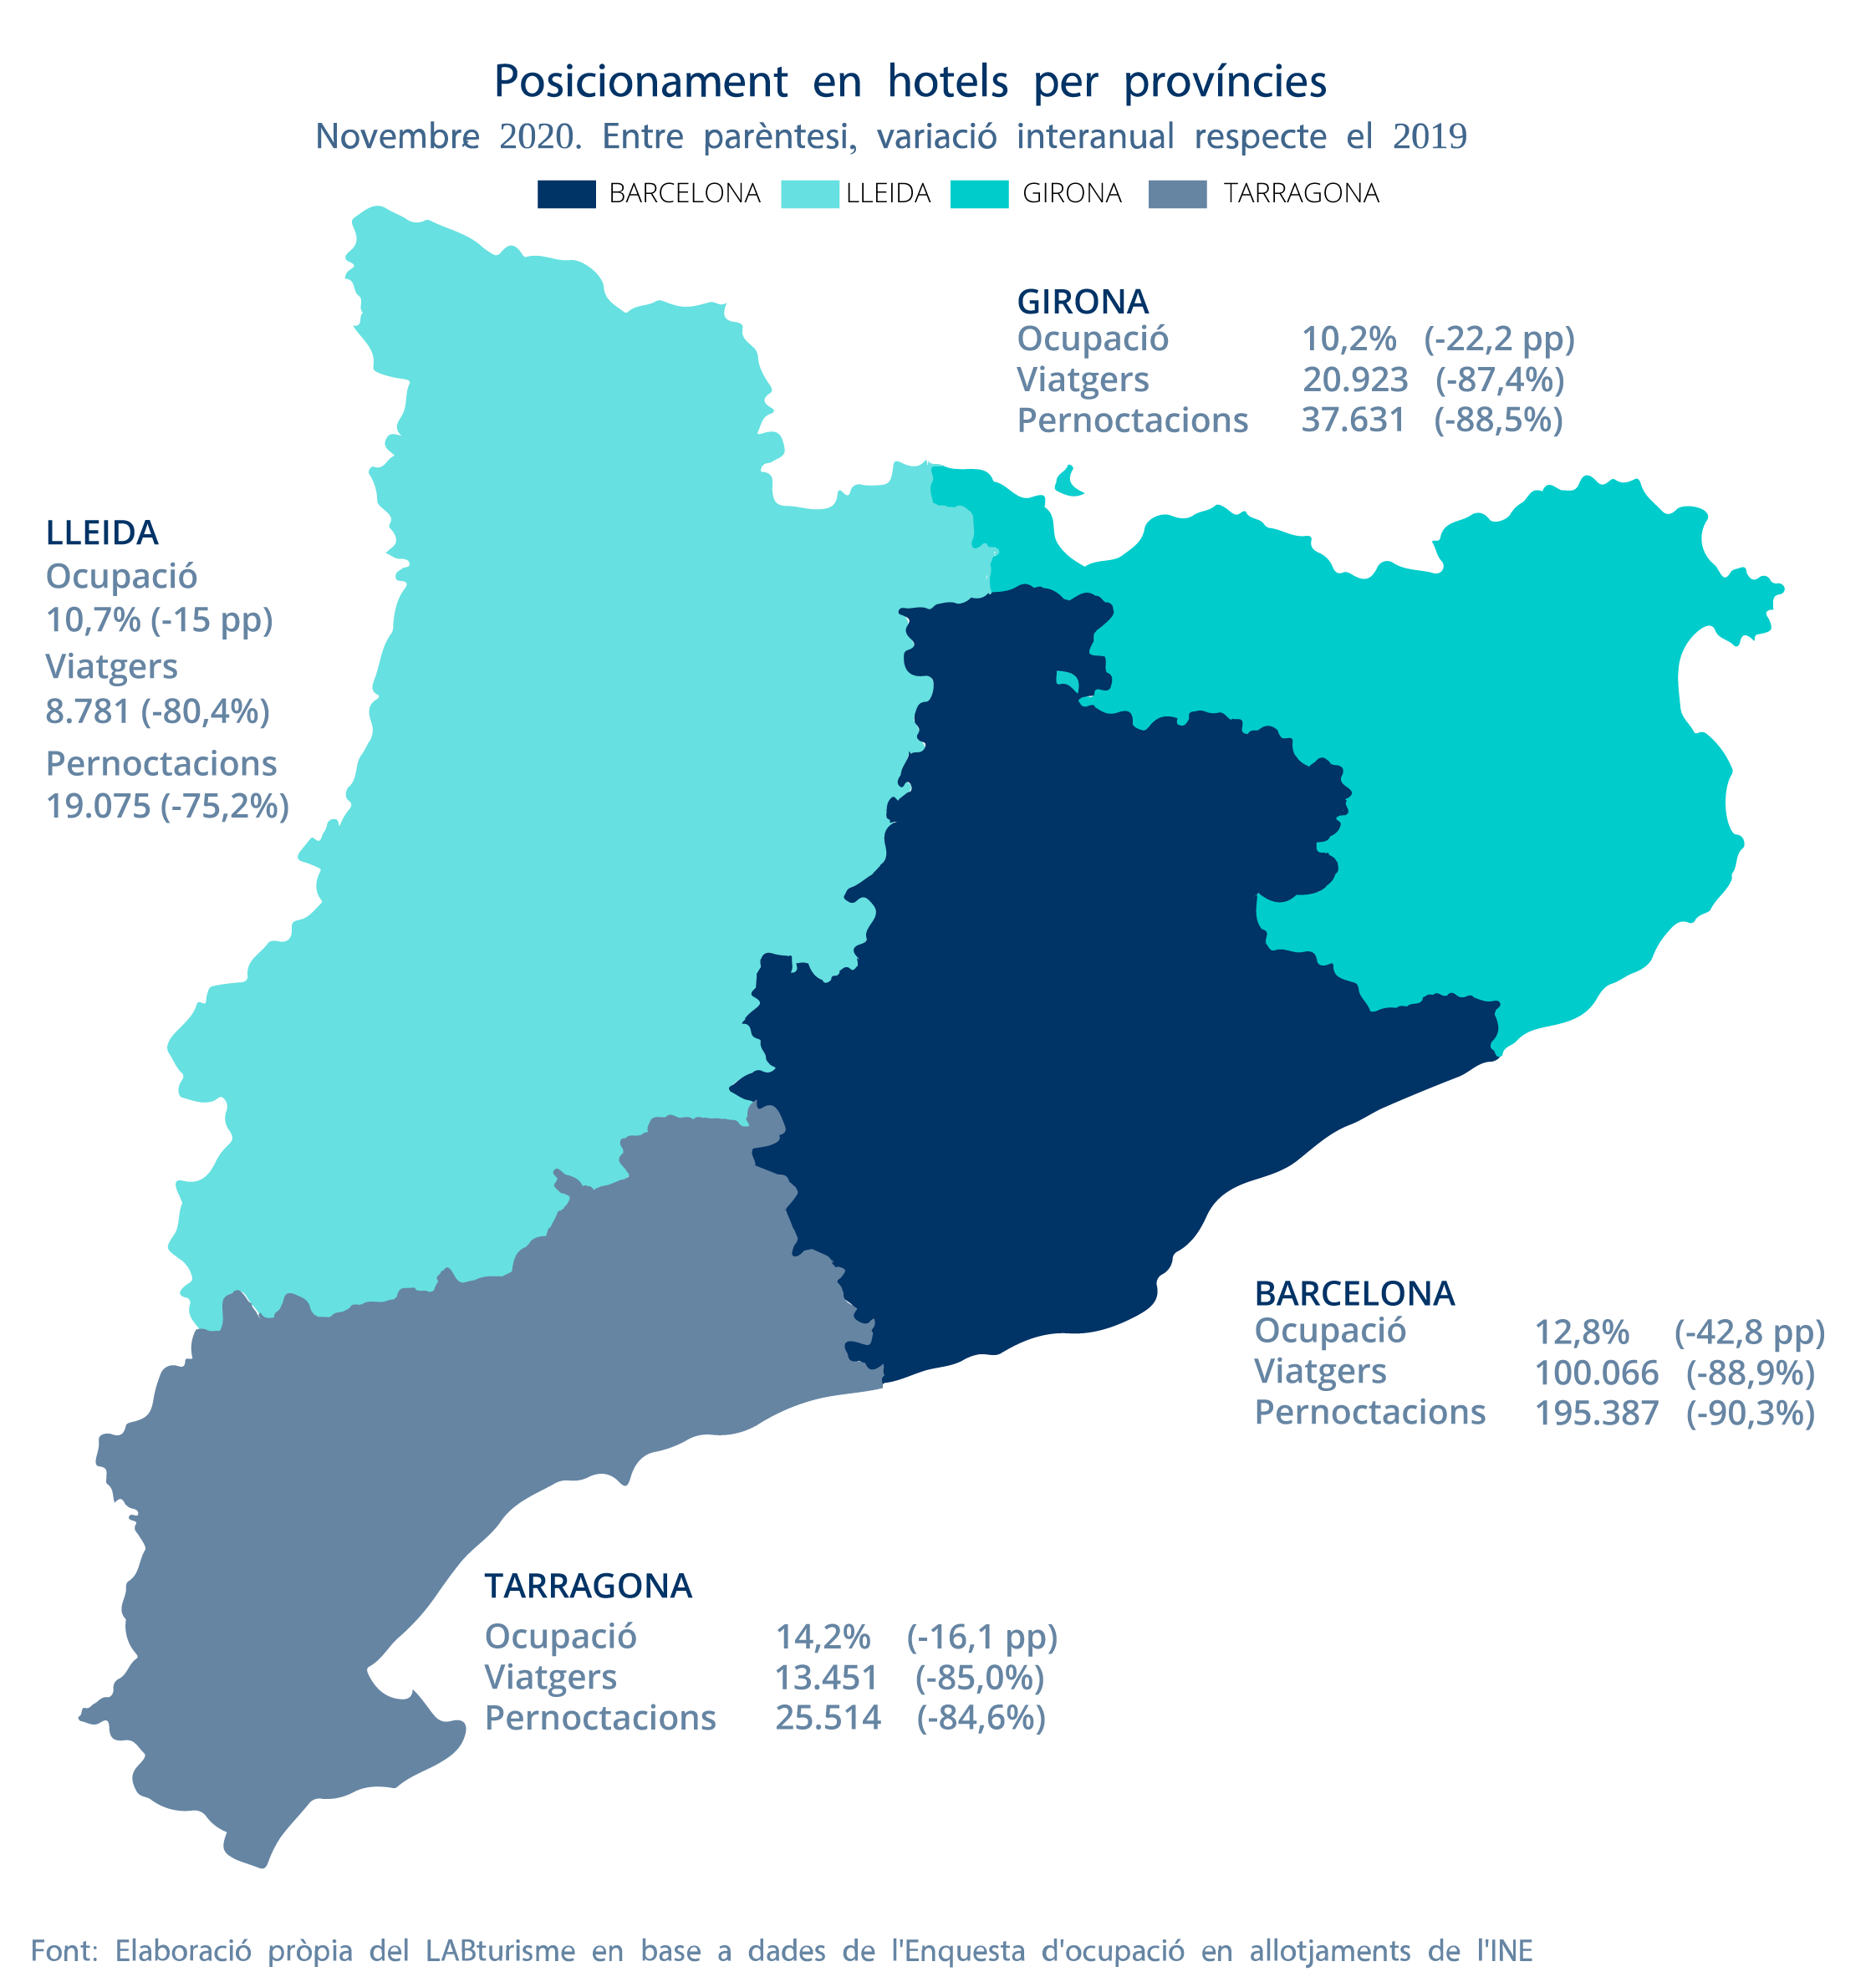 Posicionament en hotels per províncies
Novembre 2020. Entre parèntesi, variació interanual respecte el 2019
BARCELONA LLEIDA GIRONA TARRAGONA
GIRONA
Ocupació 10,2% (-22,2 pp)
Viatgers 20.923 (-87,4%)
Pernoctacions 37.631 (-88,5%)
LLEIDA
Ocupació
10,7% (-15 pp)
Viatgers
8.781 (-80,4%)
Pernoctacions
19.075 (-75,2%)
BARCELONA
Ocupació 12,8% (-42,8 pp)
Viatgers 100.066 (-88,9%)
Pernoctacions 195.387 (-90,3%)
TARRAGONA
Ocupació 14,2% (-16,1 pp)
Viatgers 13.451 (-85,0%)
Pernoctacions 25.514 (-84,6%)
Font: Elaboració pròpia del LABturisme en base a dades de l'Enquesta d'ocupació en allotjaments de l'INE